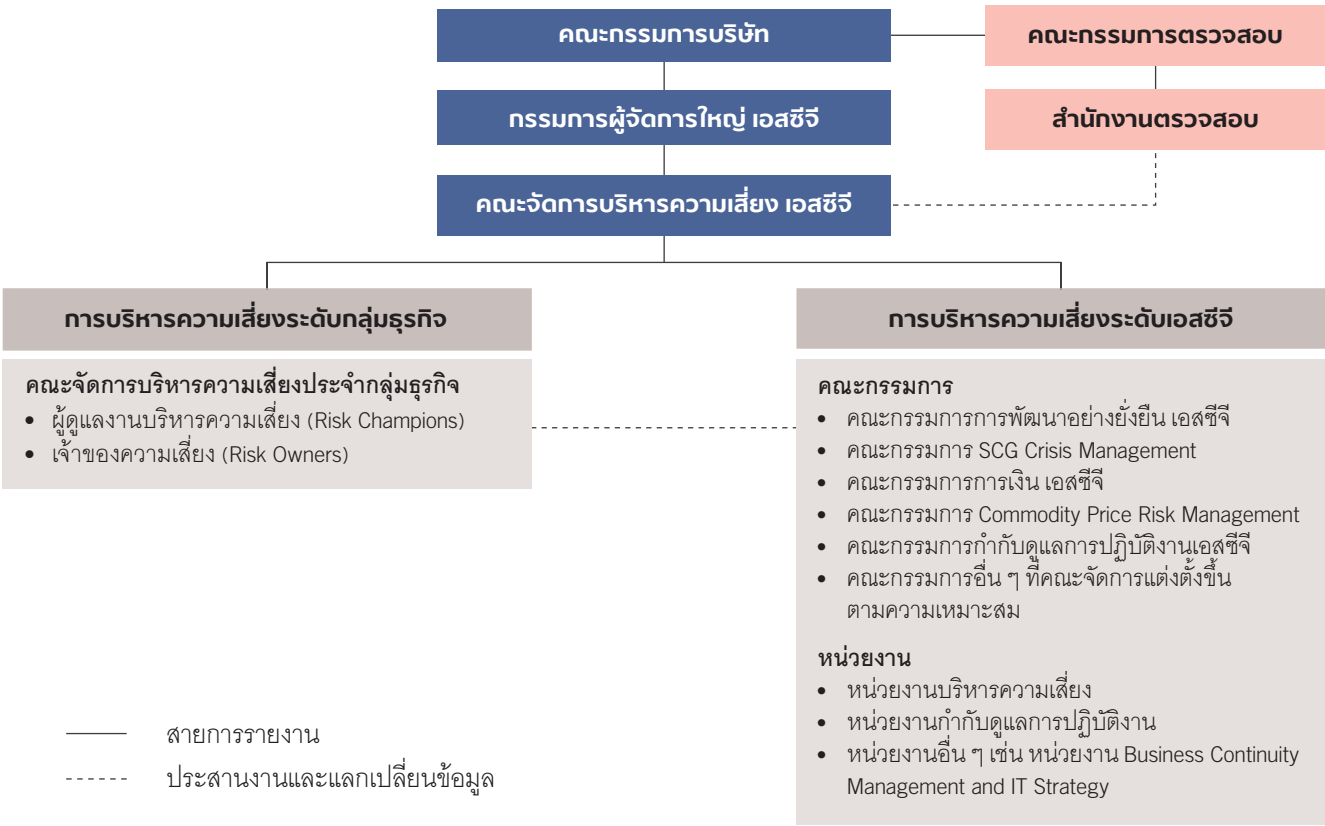 คณะกรรมการบริษัท
คณะกรรมการตรวจสอบ
กรรมการผู้จัดการใหญ่ เอสซีจี
สำนักงานตรวจสอบ
คณะจัดการบริหารความเสี่ยง เอสซีจี
การบริหารความเสี่ยงระดับกลุ่มธุรกิจ
คณะจัดการบริหารความเสี่ยงประจำกลุ่มธุรกิจ
• ผู้ดูแลงานบริหารความเสี่ยง (Risk Champions)
• เจ้าของความเสี่ยง (Risk Owners)
การบริหารความเสี่ยงระดับเอสซีจี
คณะกรรมการ
• คณะกรรมการการพัฒนาอย่างยั่งยืน เอสซีจี
• คณะกรรมการ SCG Crisis Management
• คณะกรรมการการเงิน เอสซีจี
• คณะกรรมการ Commodity Price Risk Management
• คณะกรรมการกำกับดูแลการปฏิบัติงานเอสซีจี
• คณะกรรมการอื่น ๆ ที่คณะจัดการแต่งตั้งขึ้น
ตามความเหมาะสม
หน่วยงาน
• หน่วยงานบริหารความเสี่ยง
• หน่วยงานกำกับดูแลการปฏิบัติงาน
• หน่วยงานอื่น ๆ เช่น หน่วยงาน Business Continuity
Management and IT Strategy
สายการรายงาน
ประสานงานและแลกเปลี่ยนข้อมูล